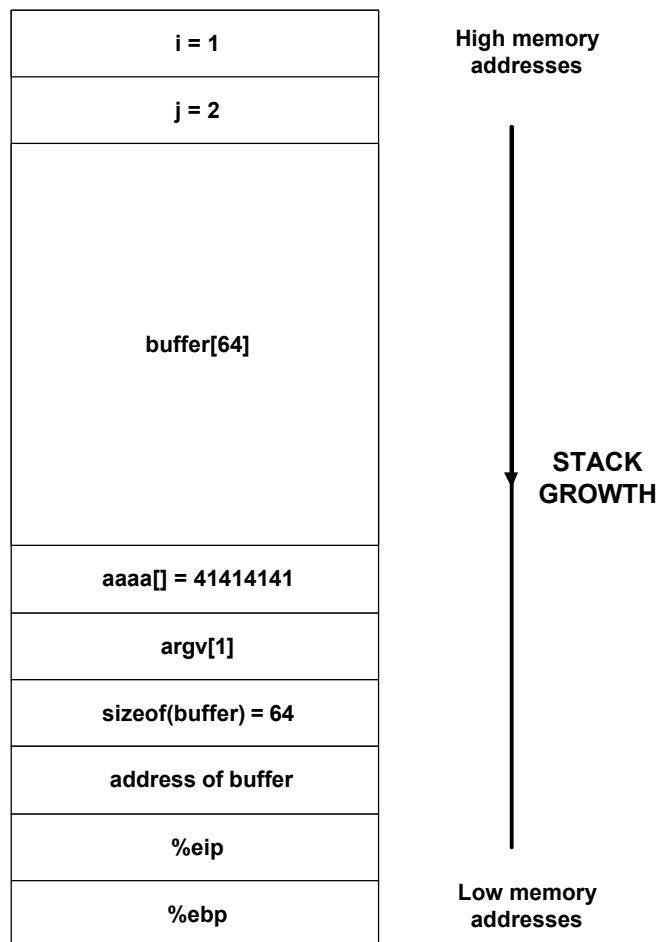 i = 1
High memory
addresses
j = 2
buffer[64]
STACK
GROWTH
aaaa[] = 41414141
argv[1]
sizeof(buffer) = 64
address of buffer
%eip
%ebp
Low memory
addresses